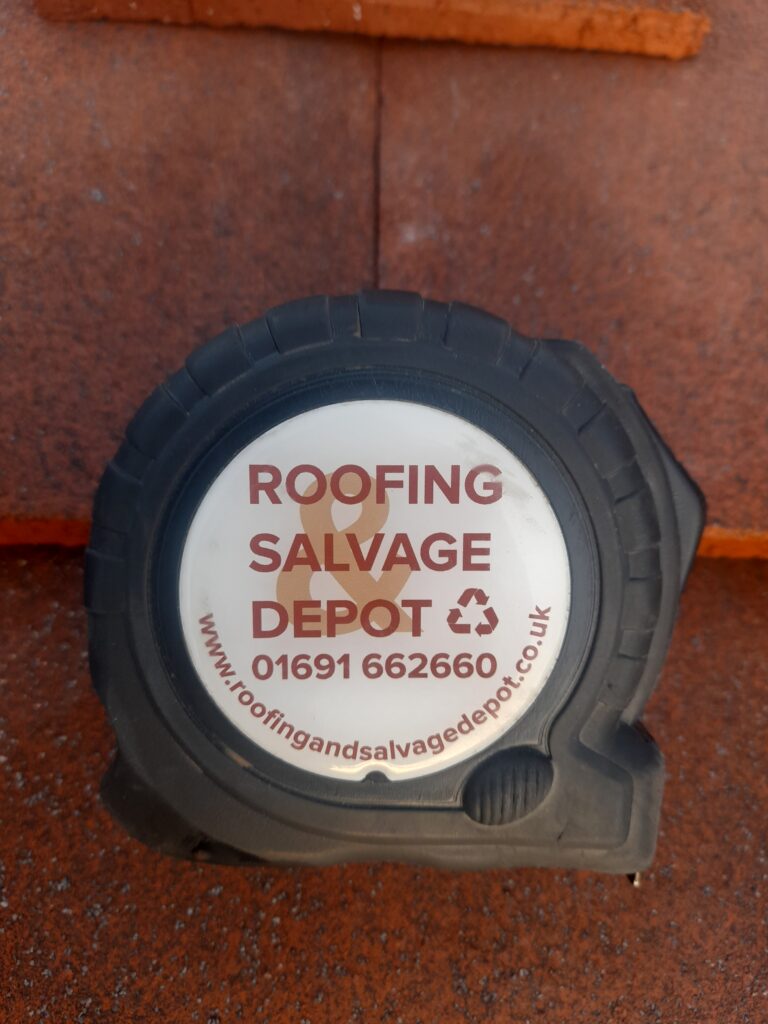 ROOFING
&
SALVAGE
DEPOT
01691 662660
www.roofingandsalvagedepot.co.uk